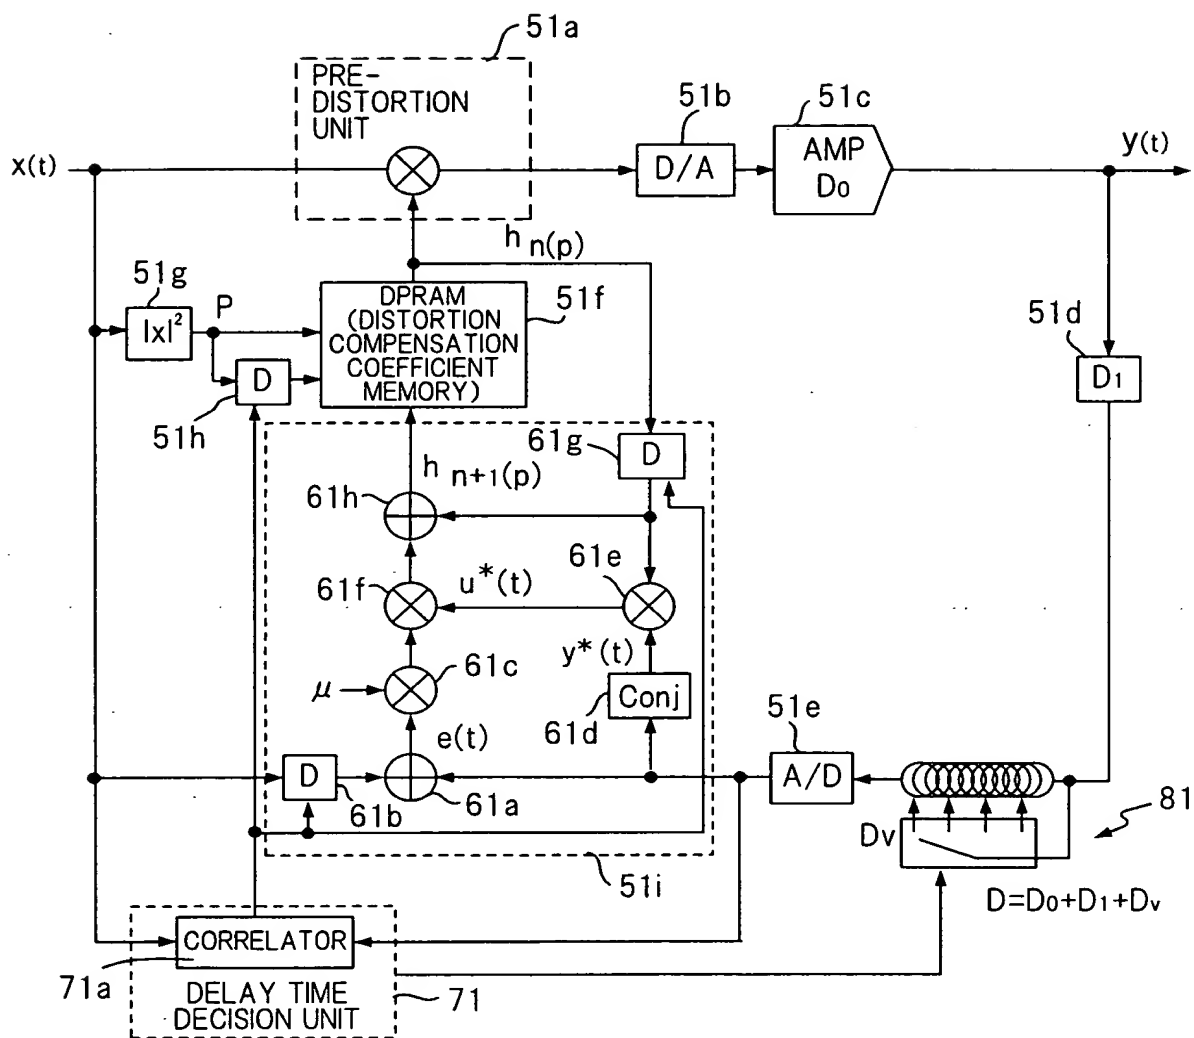 51a
PRE-
DISTORTION
UNIT
51b
51c
x(t)
D/A
AMP
D0
y(t)
h n(p)
51g
|x|²
P
DPRAM
(DISTORTION
COMPENSATION
COEFFICIENT
MEMORY)
51f
51d
D1
D
51h
61g
D
h n+1(p)
61h
61e
61f
u*(t)
y*(t)
μ
61c
Conj
61d
51e
e(t)
D
A/D
61b
61a
81
Dv
51i
D=D0+D1+Dv
CORRELATOR
71a
DELAY TIME
DECISION UNIT
71